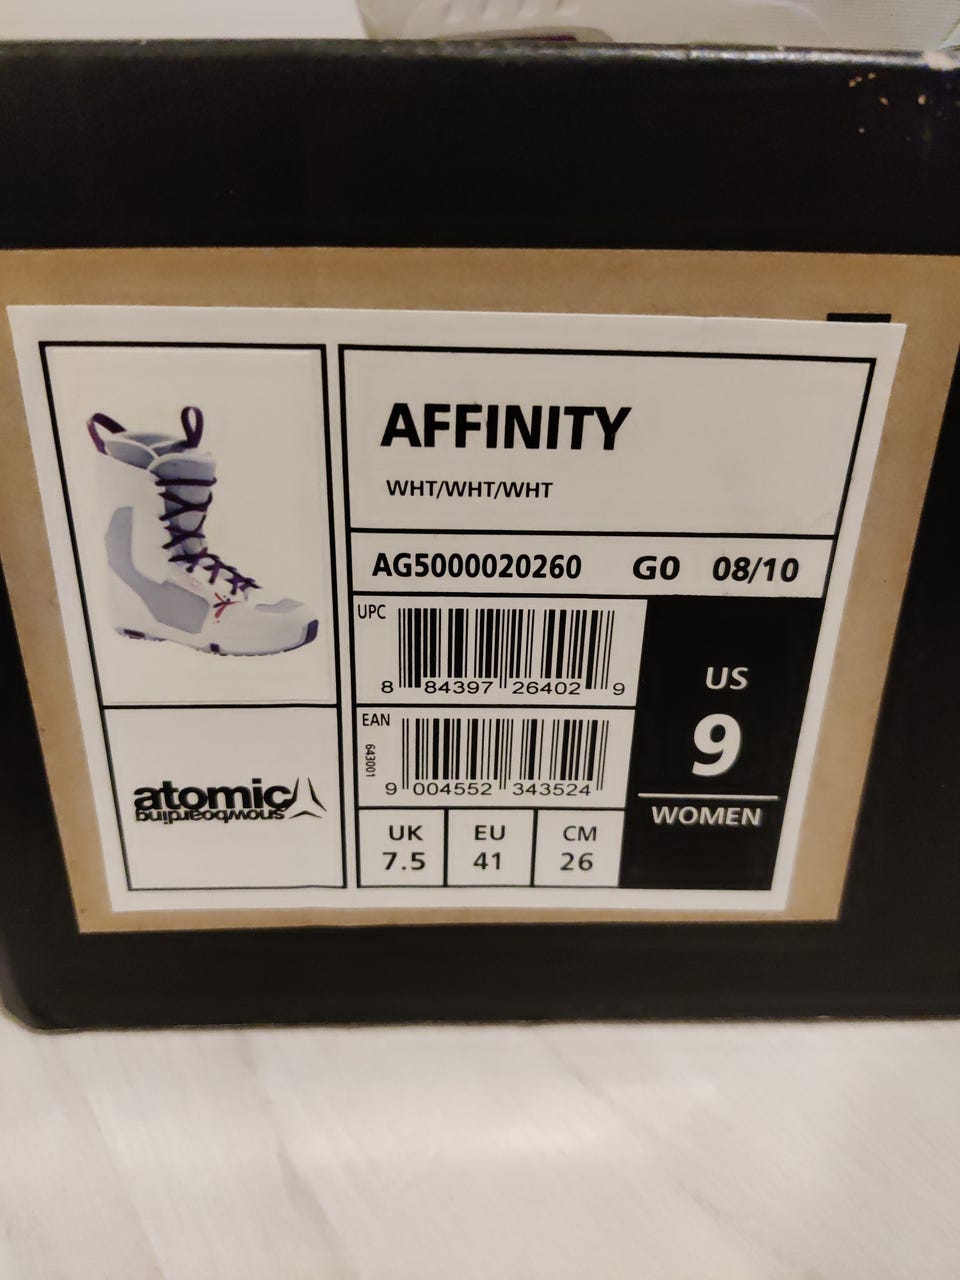 AFFINITY
WHT/WHT/WHT
AG5000020260 G0 08/10
UPC
8 84397 26402 9
EAN
643001
9 004552 343524
US
9
WOMEN
UK
7.5
EU
41
CM
26
atomic
snowboarding